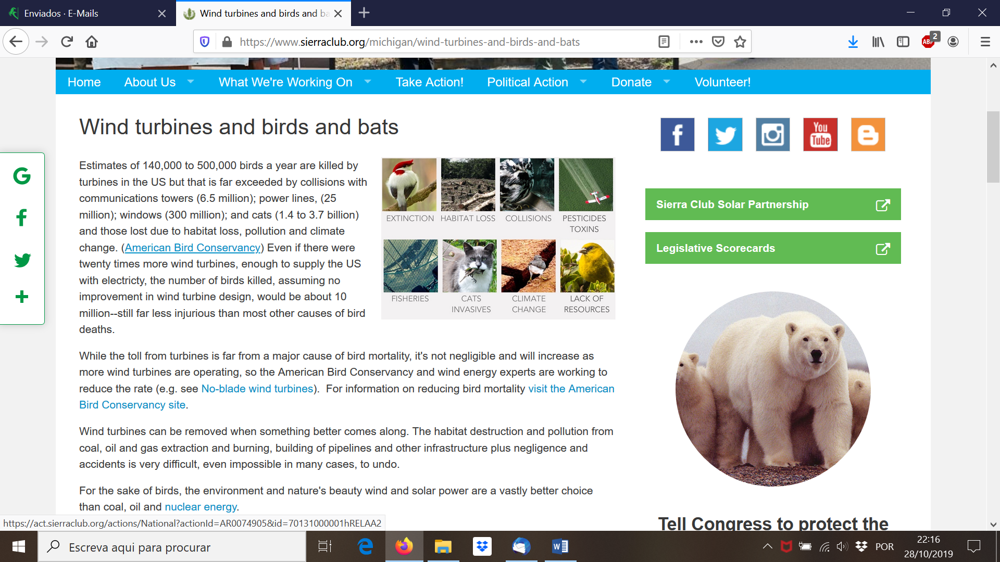 Enviados · E-Mails
Wind turbines and birds and ba
https://www.sierraclub.org/michigan/wind-turbines-and-birds-and-bats
ABP
2
Home About Us What We're Working On Take Action! Political Action Donate Volunteer!
Wind turbines and birds and bats
Estimates of 140,000 to 500,000 birds a year are killed by
turbines in the US but that is far exceeded by collisions with
communications towers (6.5 million); power lines, (25
million); windows (300 million); and cats (1.4 to 3.7 billion)
and those lost due to habitat loss, pollution and climate
change. (American Bird Conservancy) Even if there were
twenty times more wind turbines, enough to supply the US
with electricty, the number of birds killed, assuming no
improvement in wind turbine design, would be about 10
million--still far less injurious than most other causes of bird
deaths.
EXTINCTION HABITAT LOSS COLLISIONS PESTICIDES
TOXINS
FISHERIES CATS CLIMATE LACK OF
INVASIVES CHANGE RESOURCES
While the toll from turbines is far from a major cause of bird mortality, it's not negligible and will increase as
more wind turbines are operating, so the American Bird Conservancy and wind energy experts are working to
reduce the rate (e.g. see No-blade wind turbines).  For information on reducing bird mortality visit the American
Bird Conservancy site.
Wind turbines can be removed when something better comes along. The habitat destruction and pollution from
coal, oil and gas extraction and burning, building of pipelines and other infrastructure plus negligence and
accidents is very difficult, even impossible in many cases, to undo.
For the sake of birds, the environment and nature's beauty wind and solar power are a vastly better choice
than coal, oil and nuclear energy.
You
Tube
Sierra Club Solar Partnership
Legislative Scorecards
Tell Congress to protect the
https://act.sierraclub.org/actions/National?actionId=AR0074905&id=70131000001hRELAA2
Escreva aqui para procurar
POR
22:16
28/10/2019